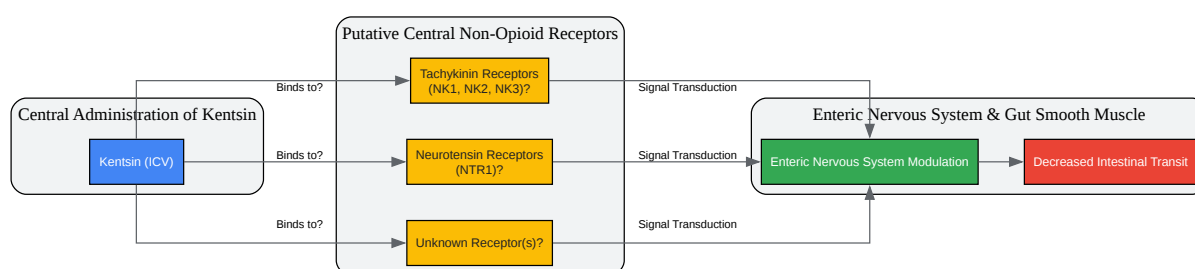 Putative Central Non-Opioid Receptors
Tachykinin Receptors
(NK1, NK2, NK3)?
Binds to?
Signal Transduction
Central Administration of Kentsin
Enteric Nervous System & Gut Smooth Muscle
Kentsin (ICV)
Binds to?
Neurotensin Receptors
(NTR1)?
Signal Transduction
Enteric Nervous System Modulation
Decreased Intestinal Transit
Binds to?
Unknown Receptor(s)?
Signal Transduction